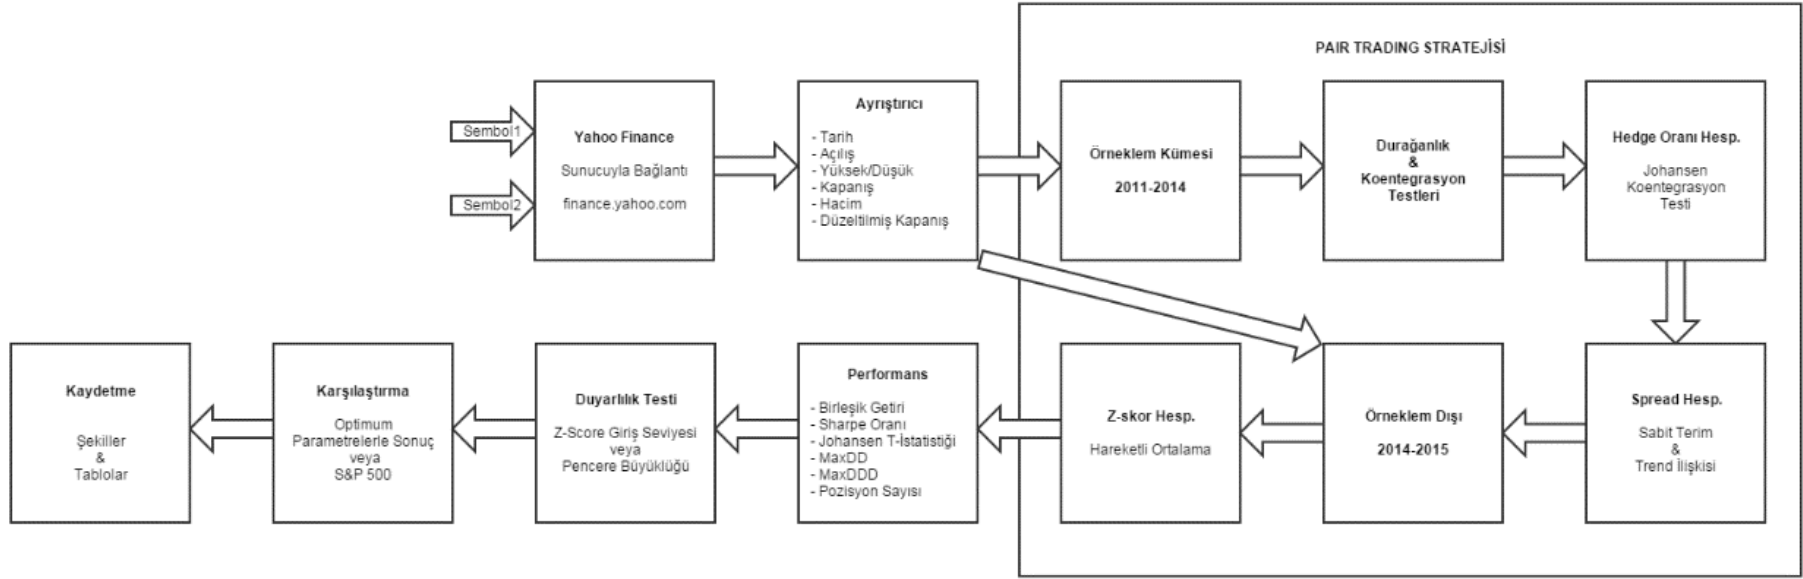 PAIR TRADING STRATEJİSİ
Sembol1
Sembol2
Yahoo Finance
Sunucuyla Bağlantı
finance.yahoo.com
Ayrıştırıcı
- Tarih
- Açılış
- Yüksek/Düşük
- Kapanış
- Hacim
- Düzeltilmiş Kapanış
Örneklem Kümesi
2011-2014
Durağanlık
&
Koentegrasyon
Testleri
Hedge Oranı Hesp.
Johansen
Koentegrasyon
Testi
Spread Hesp.
Sabit Terim
&
Trend İlişkisi
Örneklem Dışı
2014-2015
Z-skor Hesp.
Hareketli Ortalama
Performans
- Birleşik Getiri
- Sharpe Oranı
- Johansen T-İstatistiği
- MaxDD
- MaxDDD
- Pozisyon Sayısı
Duyarlılık Testi
Z-Score Giriş Seviyesi
veya
Pencere Büyüklüğü
Karşılaştırma
Optimum
Parametrelerle Sonuç
veya
S&P 500
Kaydetme
Şekiller
&
Tablolar